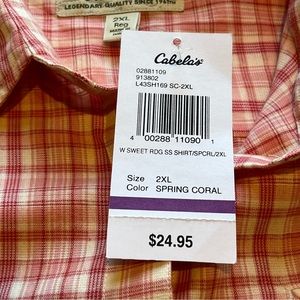 LEGENDARY QUALITY SINCE 1961
2XL
Reg
Cabela's
02881109
913802
L43SH169 SC-2XL
4 00288 11090 1
W SWEET RDG SS SHIRT/SPCRL/2XL
Size 2XL
Color SPRING CORAL
$24.95